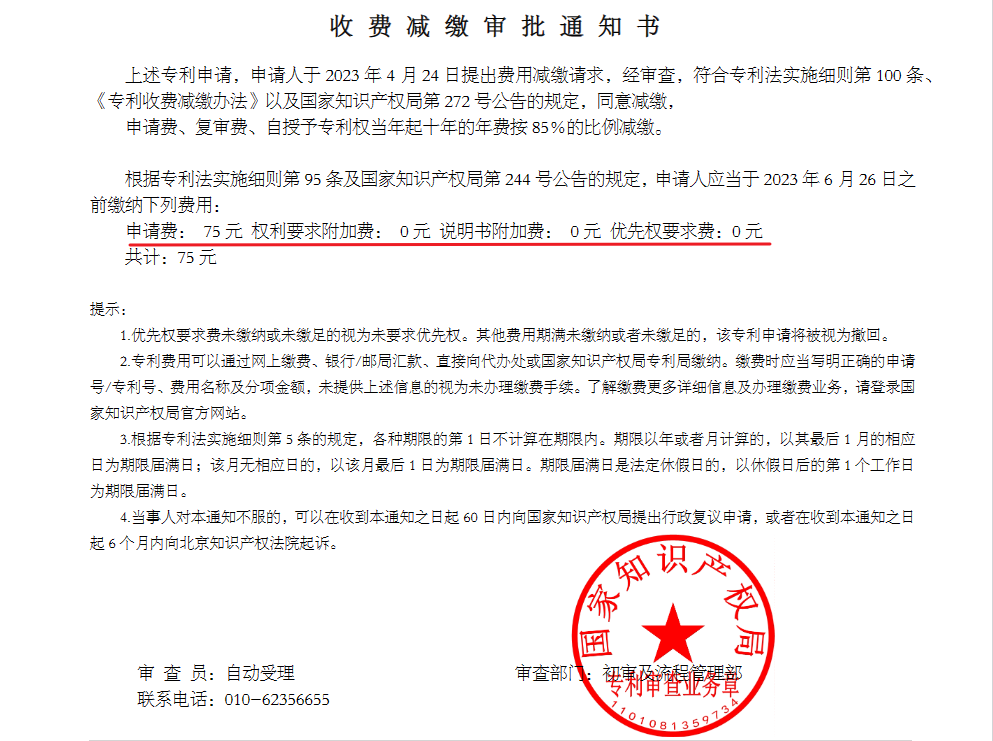 收费减缴审批通知书
上述专利申请，申请人于 2023 年 4 月 24 日提出费用减缴请求，经审查，符合专利法实施细则第 100 条、
《专利收费减缴办法》以及国家知识产权局第 272 号公告的规定，同意减缴，
申请费、复审费、自授予专利权当年起十年的年费按 85%的比例减缴。
根据专利法实施细则第 95 条及国家知识产权局第 244 号公告的规定，申请人应当于 2023 年 6 月 26 日之
前缴纳下列费用：
申请费： 75 元 权利要求附加费： 0 元 说明书附加费： 0 元 优先权要求费：0 元
共计：75 元
提示：
1.优先权要求费未缴纳或未缴足的视为未要求优先权。其他费用期满未缴纳或者未缴足的，该专利申请将被视为撤回。
2.专利费用可以通过网上缴费、银行/邮局汇款、直接向代办处或国家知识产权局专利局缴纳。缴费时应当写明正确的申请
号/专利号、费用名称及分项金额，未提供上述信息的视为未办理缴费手续。了解缴费更多详细信息及办理缴费业务，请登录国
家知识产权局官方网站。
3.根据专利法实施细则第 5 条的规定，各种期限的第 1 日不计算在期限内。期限以年或者月计算的，以其最后 1 月的相应
日为期限届满日；该月无相应日的，以该月最后 1 日为期限届满日。期限届满日是法定休假日的，以休假日后的第 1 个工作日
为期限届满日。
4.当事人对本通知不服的，可以在收到本通知之日起 60 日内向国家知识产权局提出行政复议申请，或者在收到本通知之日
起 6 个月内向北京知识产权法院起诉。
国家知识产权局
审 查 员：自动受理
审查部门：初审及流程管理部
专利审查业务章
联系电话：010-62356655
1101081359734